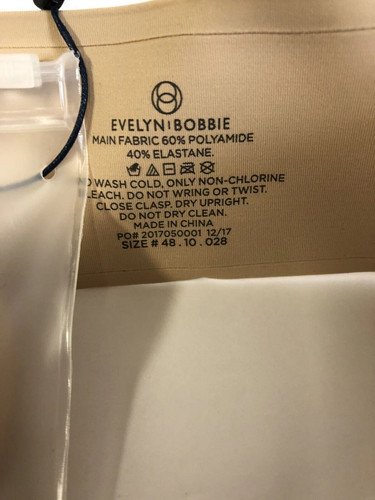 EVELYN BOBBIE
MAIN FABRIC 60% POLYAMIDE
40% ELASTANE.
WASH COLD, ONLY NON-CHLORINE
LEACH. DO NOT WRING OR TWIST.
CLOSE CLASP. DRY UPRIGHT.
DO NOT DRY CLEAN.
MADE IN CHINA
PO# 2017050001 12/17
SIZE # 48.10.028